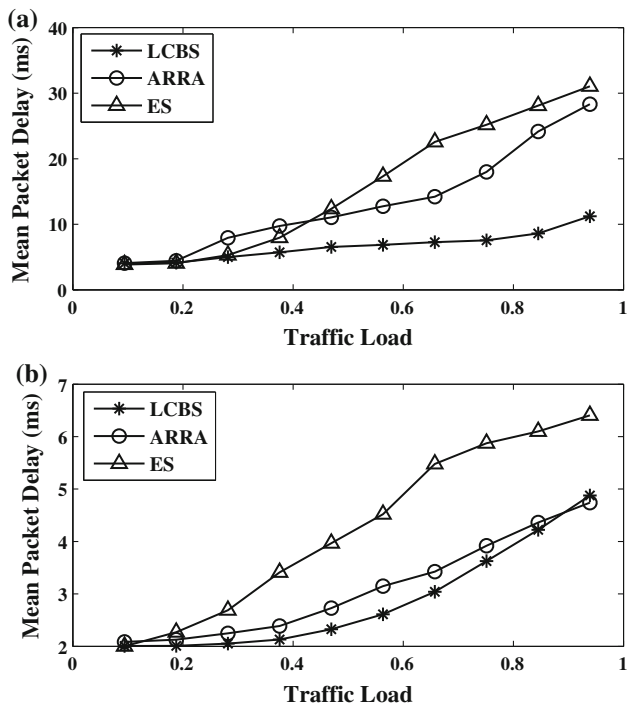 (a)
40
30
20
10
0
Mean Packet Delay (ms)
LCBS
ARRA
ES
0 0.2 0.4 0.6 0.8 1
Traffic Load
(b)
7
6
5
4
3
2
Mean Packet Delay (ms)
LCBS
ARRA
ES
0 0.2 0.4 0.6 0.8 1
Traffic Load